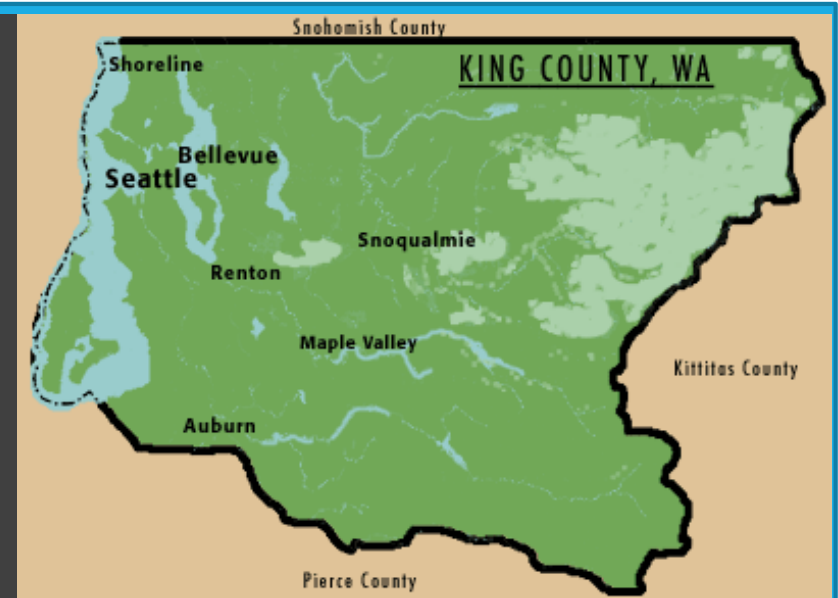 Snohomish County
KING COUNTY, WA
Shoreline
Bellevue
Seattle
Snoqualmie
Renton
Maple Valley
Kittitas County
Auburn
Pierce County